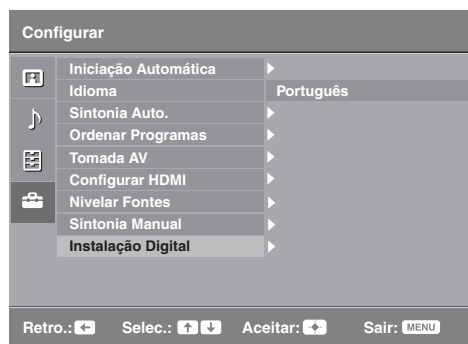 Configurar
Iniciação Automática
Idioma Português
Sintonia Auto.
Ordenar Programas
Tomada AV
Configurar HDMI
Nivelar Fontes
Sintonia Manual
Instalação Digital
Retro.: Selec.: Aceitar: Sair: MENU